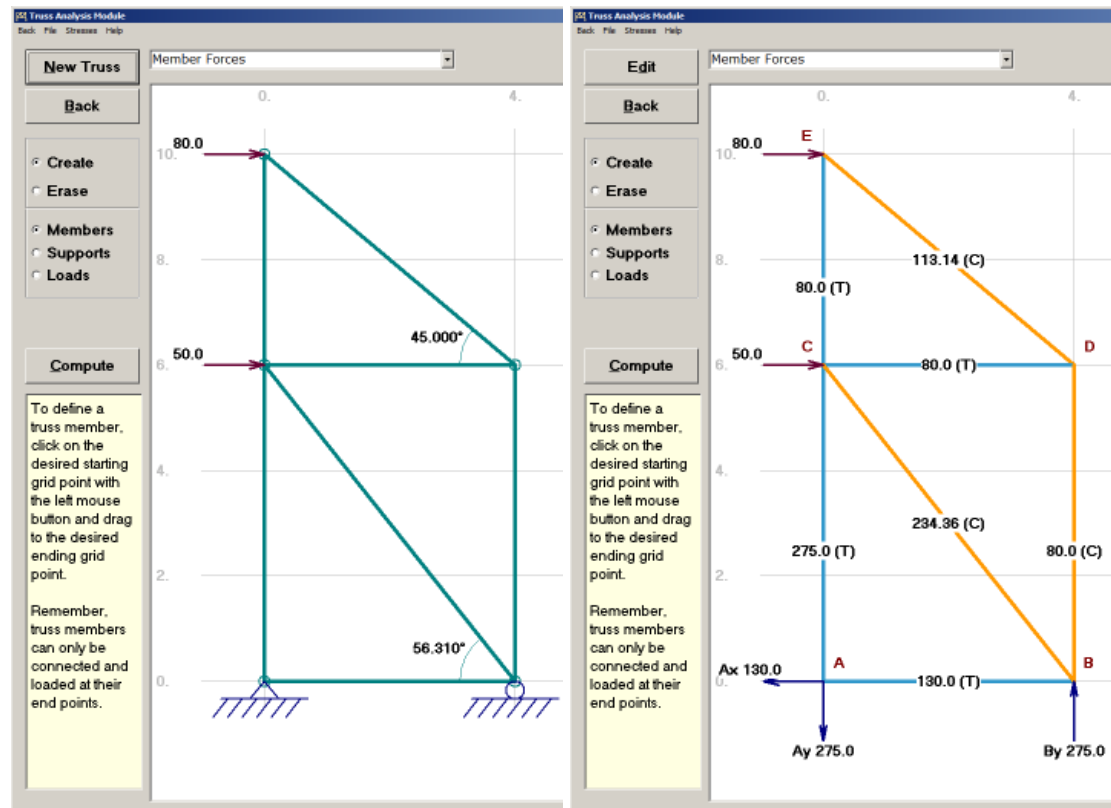 Truss Analysis Module
Back File Stresses Help
New Truss
Member Forces
Back
0. 4.
Create
Erase
Members
Supports
Loads
Compute
To define a
truss member,
click on the
desired starting
grid point with
the left mouse
button and drag
to the desired
ending grid
point.
Remember,
truss members
can only be
connected and
loaded at their
end points.
80.0
10.
8.
45.000°
50.0
6.
4.
2.
56.310°
0.
Truss Analysis Module
Back File Stresses Help
Edit
Member Forces
Back
0. 4.
Create
Erase
Members
Supports
Loads
Compute
To define a
truss member,
click on the
desired starting
grid point with
the left mouse
button and drag
to the desired
ending grid
point.
Remember,
truss members
can only be
connected and
loaded at their
end points.
80.0 E
10.
8. 113.14 (C)
80.0 (T)
50.0 C D
6. 80.0 (T)
4.
234.36 (C)
275.0 (T) 80.0 (C)
2.
A B
Ax 130.0
0. 130.0 (T)
Ay 275.0 By 275.0